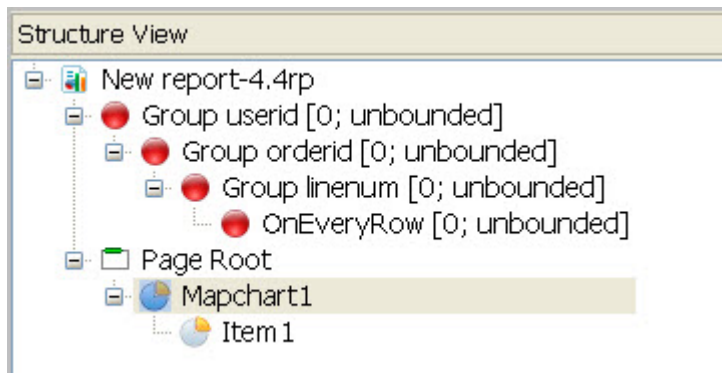 Structure View
New report-4.4rp
Group userid [0; unbounded]
Group orderid [0; unbounded]
Group linenum [0; unbounded]
OnEveryRow [0; unbounded]
Page Root
Mapchart1
Item1